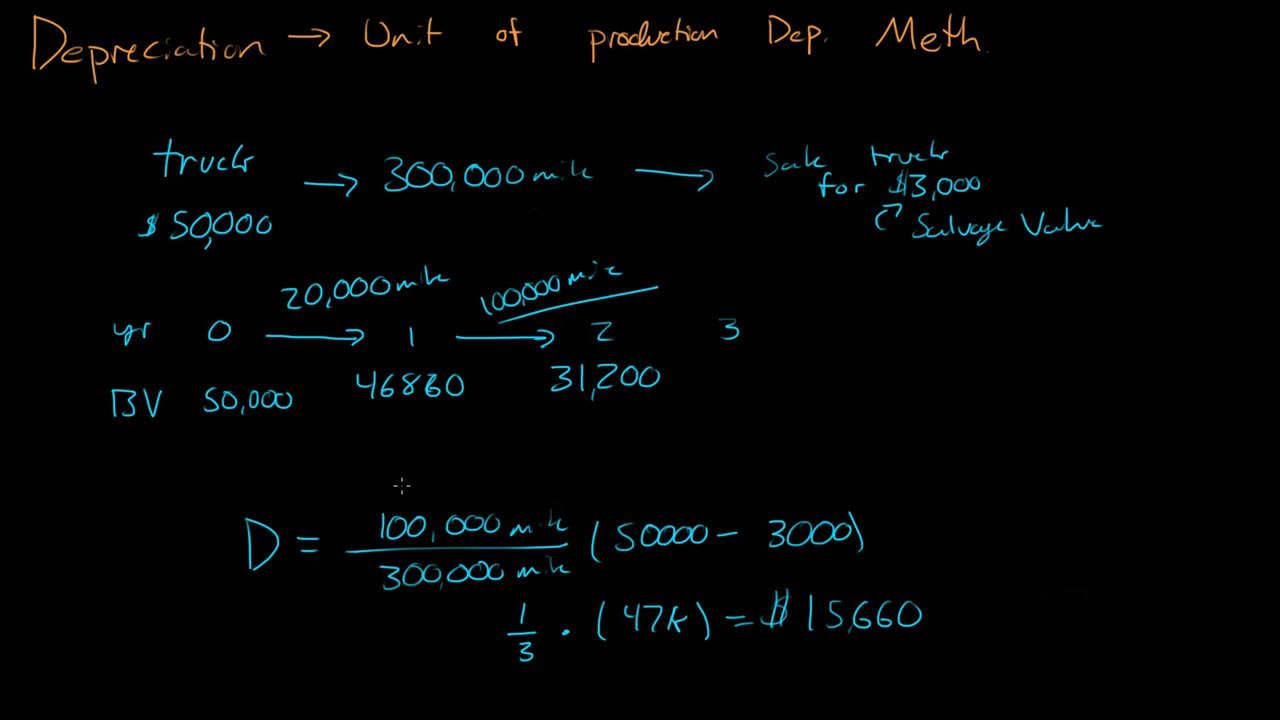 Depreciation → Unit of production Dep. Meth.
truck → 300,000 mile → Sale truck
$50,000 for $3,000
Salvage Value
20,000 mile 100,000 mile
yr 0 → 1 → 2 3
BV 50,000 46860 31,200
D = 100,000 mile / 300,000 mile (50000 - 3000)
1/3 · (47k) = $15,660